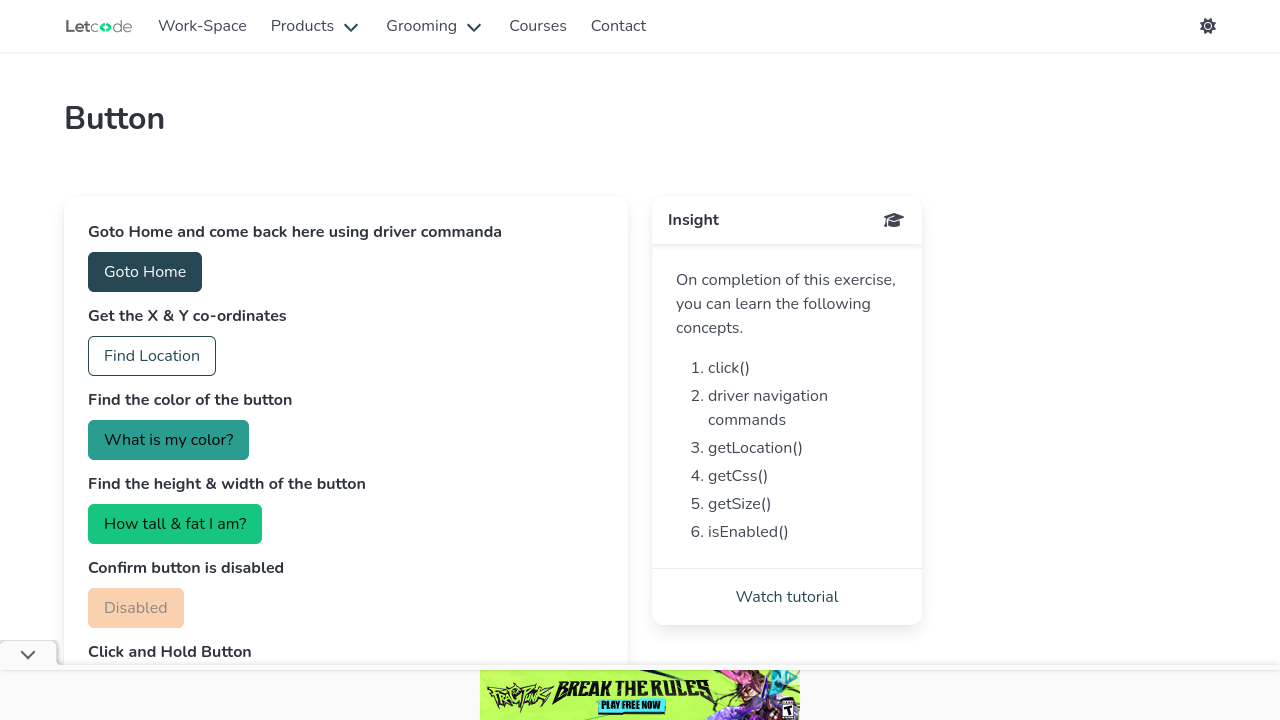 Letcode
Work-Space
Products
Grooming
Courses
Contact
Button
Goto Home and come back here using driver commanda
Goto Home
Get the X & Y co-ordinates
Find Location
Find the color of the button
What is my color?
Find the height & width of the button
How tall & fat I am?
Confirm button is disabled
Disabled
Click and Hold Button
Insight
On completion of this exercise,
you can learn the following
concepts.
1. click()
2. driver navigation
commands
3. getLocation()
4. getCss()
5. getSize()
6. isEnabled()
Watch tutorial
BREAK THE RULES
PLAY FREE NOW
T